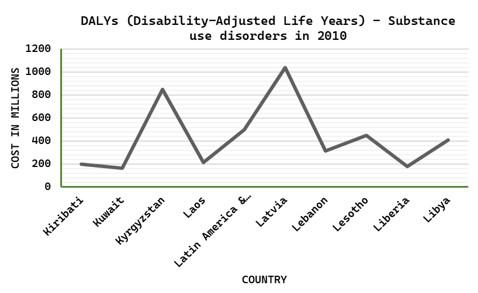 DALYs (Disability-Adjusted Life Years) - Substance
use disorders in 2010
COST IN MILLIONS
1200
1000
800
600
400
200
0
Kiribati
Kuwait
Kyrgyzstan
Laos
Latin America &…
Latvia
Lebanon
Lesotho
Liberia
Libya
COUNTRY